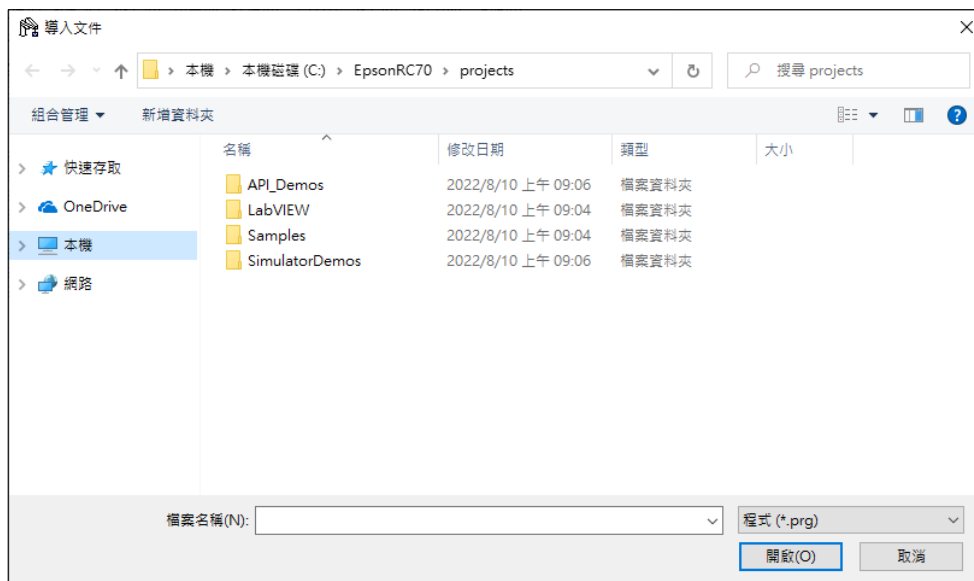 導入文件
本機 › 本機磁碟 (C:) › EpsonRC70 › projects
搜尋 projects
組合管理 新增資料夾
名稱 修改日期 類型 大小
快速存取
OneDrive
本機
網路
API_Demos 2022/8/10 上午 09:06 檔案資料夾
LabVIEW 2022/8/10 上午 09:04 檔案資料夾
Samples 2022/8/10 上午 09:04 檔案資料夾
SimulatorDemos 2022/8/10 上午 09:06 檔案資料夾
檔案名稱(N): 程式 (*.prg)
開啟(O) 取消